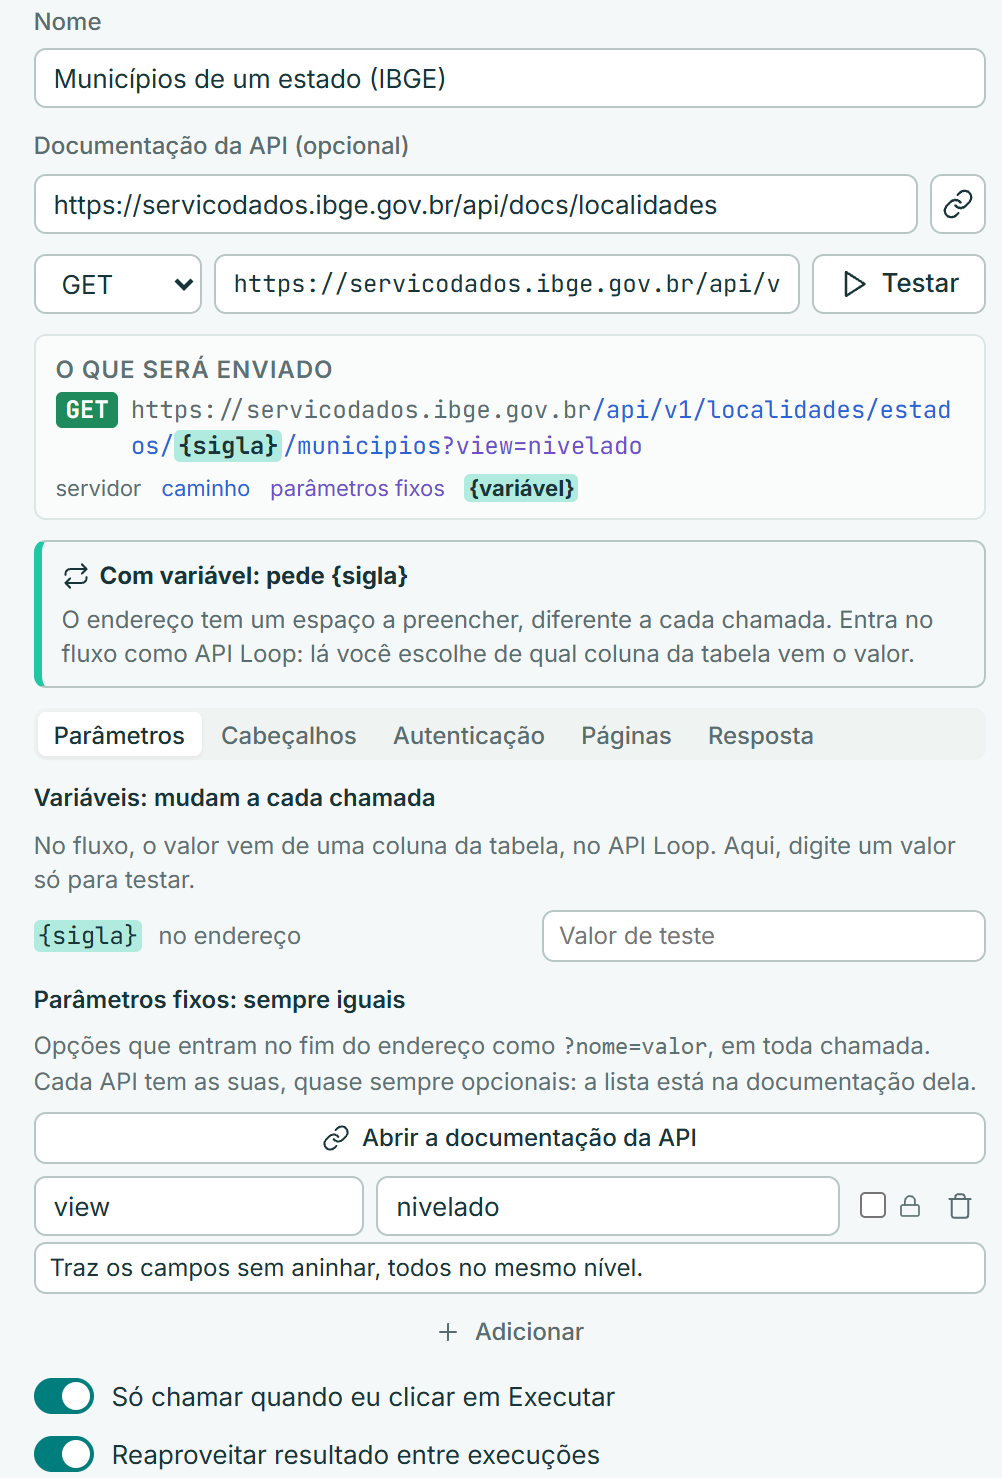 Nome
Municípios de um estado (IBGE)
Documentação da API (opcional)
https://servicodados.ibge.gov.br/api/docs/localidades
GET
https://servicodados.ibge.gov.br/api/v
Testar
O QUE SERÁ ENVIADO
GET https://servicodados.ibge.gov.br/api/v1/localidades/estad
os/{sigla}/municipios?view=nivelado
servidor caminho parâmetros fixos {variável}
Com variável: pede {sigla}
O endereço tem um espaço a preencher, diferente a cada chamada. Entra no
fluxo como API Loop: lá você escolhe de qual coluna da tabela vem o valor.
Parâmetros Cabeçalhos Autenticação Páginas Resposta
Variáveis: mudam a cada chamada
No fluxo, o valor vem de uma coluna da tabela, no API Loop. Aqui, digite um valor
só para testar.
{sigla} no endereço Valor de teste
Parâmetros fixos: sempre iguais
Opções que entram no fim do endereço como ?nome=valor, em toda chamada.
Cada API tem as suas, quase sempre opcionais: a lista está na documentação dela.
Abrir a documentação da API
view nivelado
Traz os campos sem aninhar, todos no mesmo nível.
+ Adicionar
Só chamar quando eu clicar em Executar
Reaproveitar resultado entre execuções